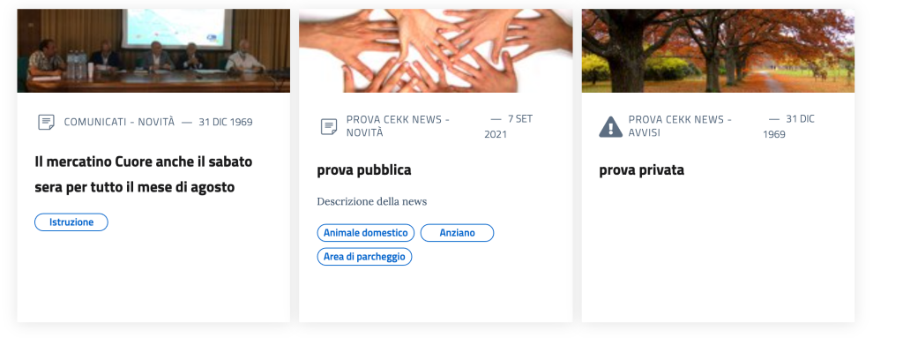 COMUNICATI - NOVITÀ — 31 DIC 1969
Il mercatino Cuore anche il sabato
sera per tutto il mese di agosto
Istruzione
PROVA CEKK NEWS - — 7 SET
NOVITÀ 2021
prova pubblica
Descrizione della news
Animale domestico Anziano
Area di parcheggio
PROVA CEKK NEWS - — 31 DIC
AVVISI 1969
prova privata